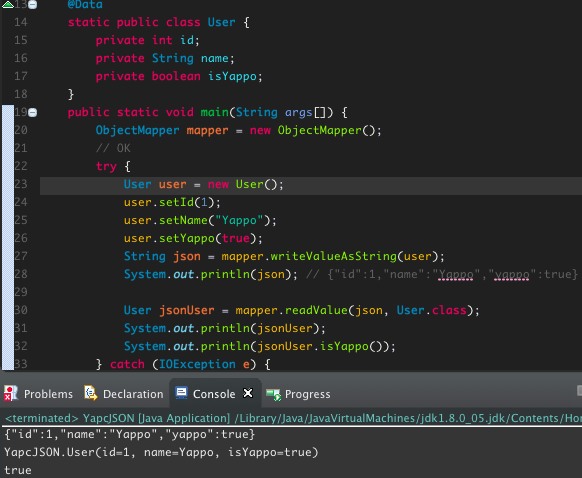 13 @Data
14 static public class User {
15 private int id;
16 private String name;
17 private boolean isYappo;
18 }
19 public static void main(String args[]) {
20 ObjectMapper mapper = new ObjectMapper();
21 // OK
22 try {
23 User user = new User();
24 user.setId(1);
25 user.setName("Yappo");
26 user.setYappo(true);
27 String json = mapper.writeValueAsString(user);
28 System.out.println(json); // {"id":1,"name":"Yappo","yappo":true}
29
30 User jsonUser = mapper.readValue(json, User.class);
31 System.out.println(jsonUser);
32 System.out.println(jsonUser.isYappo());
33 } catch (IOException e) {
Problems Declaration Console Progress
<terminated> YapcJSON [Java Application] /Library/Java/JavaVirtualMachines/jdk1.8.0_05.jdk/Contents/Ho
{"id":1,"name":"Yappo","yappo":true}
YapcJSON.User(id=1, name=Yappo, isYappo=true)
true